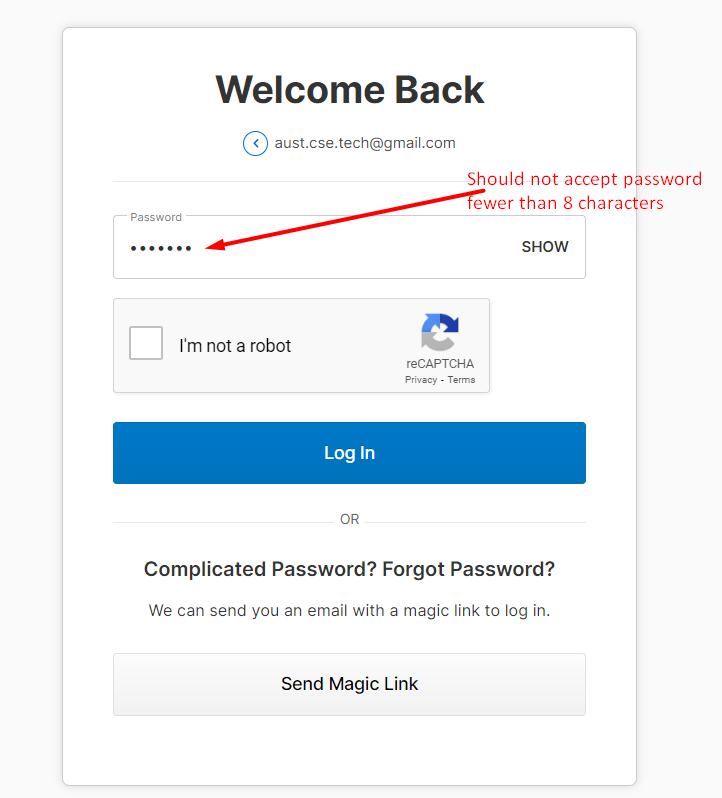 Welcome Back
aust.cse.tech@gmail.com
Should not accept password
fewer than 8 characters
Password
••••••• SHOW
I'm not a robot
reCAPTCHA
Privacy - Terms
Log In
OR
Complicated Password? Forgot Password?
We can send you an email with a magic link to log in.
Send Magic Link